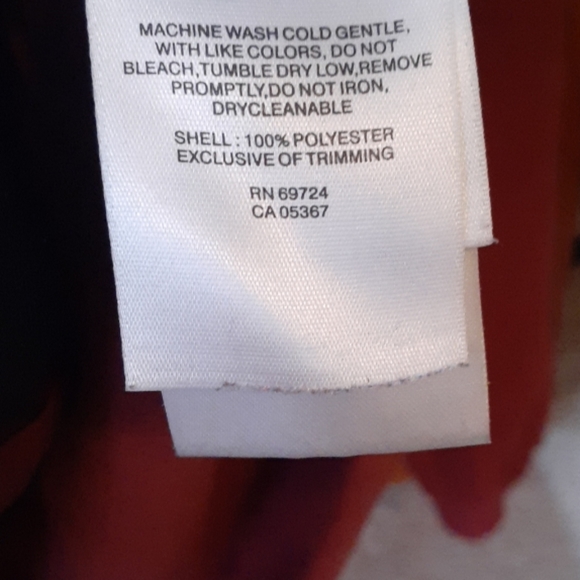 MACHINE WASH COLD GENTLE,
WITH LIKE COLORS, DO NOT
BLEACH,TUMBLE DRY LOW,REMOVE
PROMPTLY,DO NOT IRON,
DRYCLEANABLE
SHELL : 100% POLYESTER
EXCLUSIVE OF TRIMMING
RN 69724
CA 05367